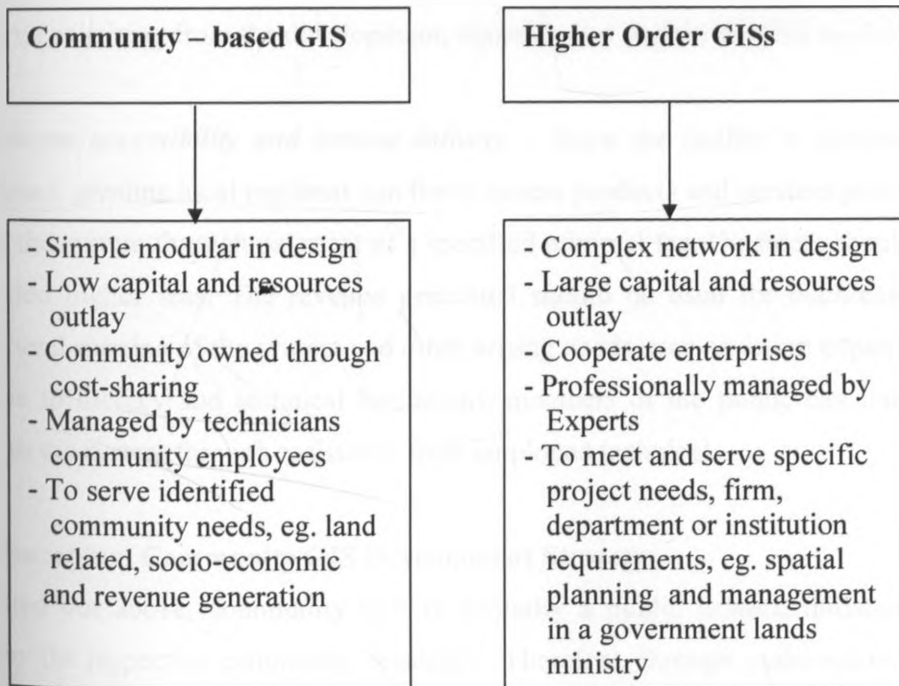 Community – based GIS
Higher Order GISs
- Simple modular in design
- Low capital and resources
outlay
- Community owned through
cost-sharing
- Managed by technicians
community employees
- To serve identified
community needs, eg. land
related, socio-economic
and revenue generation
- Complex network in design
- Large capital and resources
outlay
- Cooperate enterprises
- Professionally managed by
Experts
- To meet and serve specific
project needs, firm,
department or institution
requirements, eg. spatial
planning and management
in a government lands
ministry